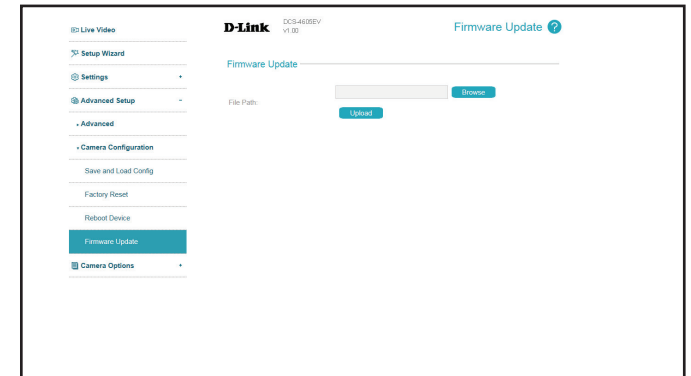 Live Video
Setup Wizard
Settings +
Advanced Setup -
Advanced
Camera Configuration
Save and Load Config
Factory Reset
Reboot Device
Firmware Update
Camera Options +
D-Link DCS-4605EV
v1.00
Firmware Update ?
Firmware Update
File Path:
Browse
Upload